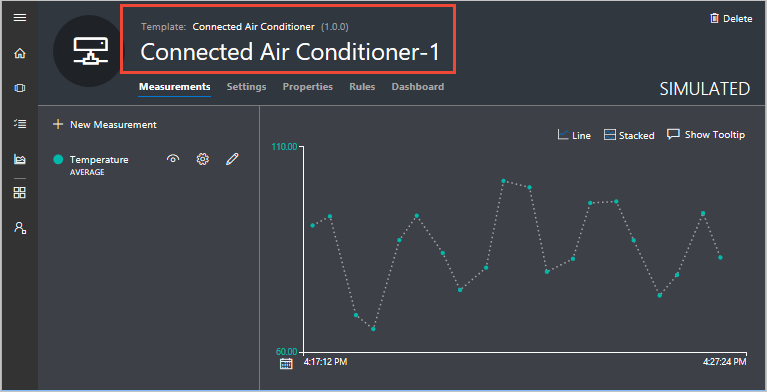 Template: Connected Air Conditioner (1.0.0)
Delete
Connected Air Conditioner-1
Measurements Settings Properties Rules Dashboard
SIMULATED
+ New Measurement
Temperature
AVERAGE
Line Stacked Show Tooltip
110.00
60.00
4:17:12 PM 4:27:24 PM